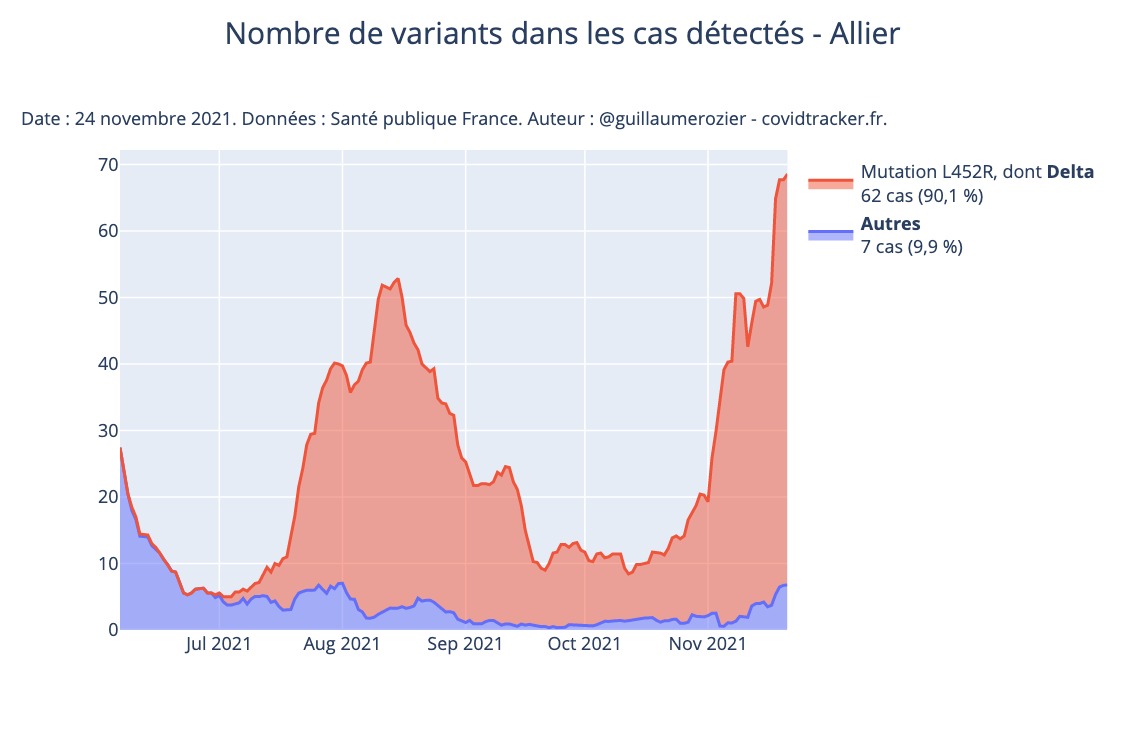 Nombre de variants dans les cas détectés - Allier
Date : 24 novembre 2021. Données : Santé publique France. Auteur : @guillaumerozier - covidtracker.fr.
70
60
50
40
30
20
10
0
Jul 2021
Aug 2021
Sep 2021
Oct 2021
Nov 2021
Mutation L452R, dont Delta
62 cas (90,1 %)
Autres
7 cas (9,9 %)